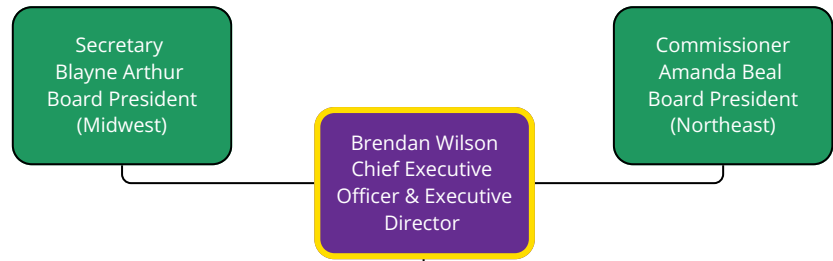 Secretary
Blayne Arthur
Board President
(Midwest)
Commissioner
Amanda Beal
Board President
(Northeast)
Brendan Wilson
Chief Executive
Officer & Executive
Director